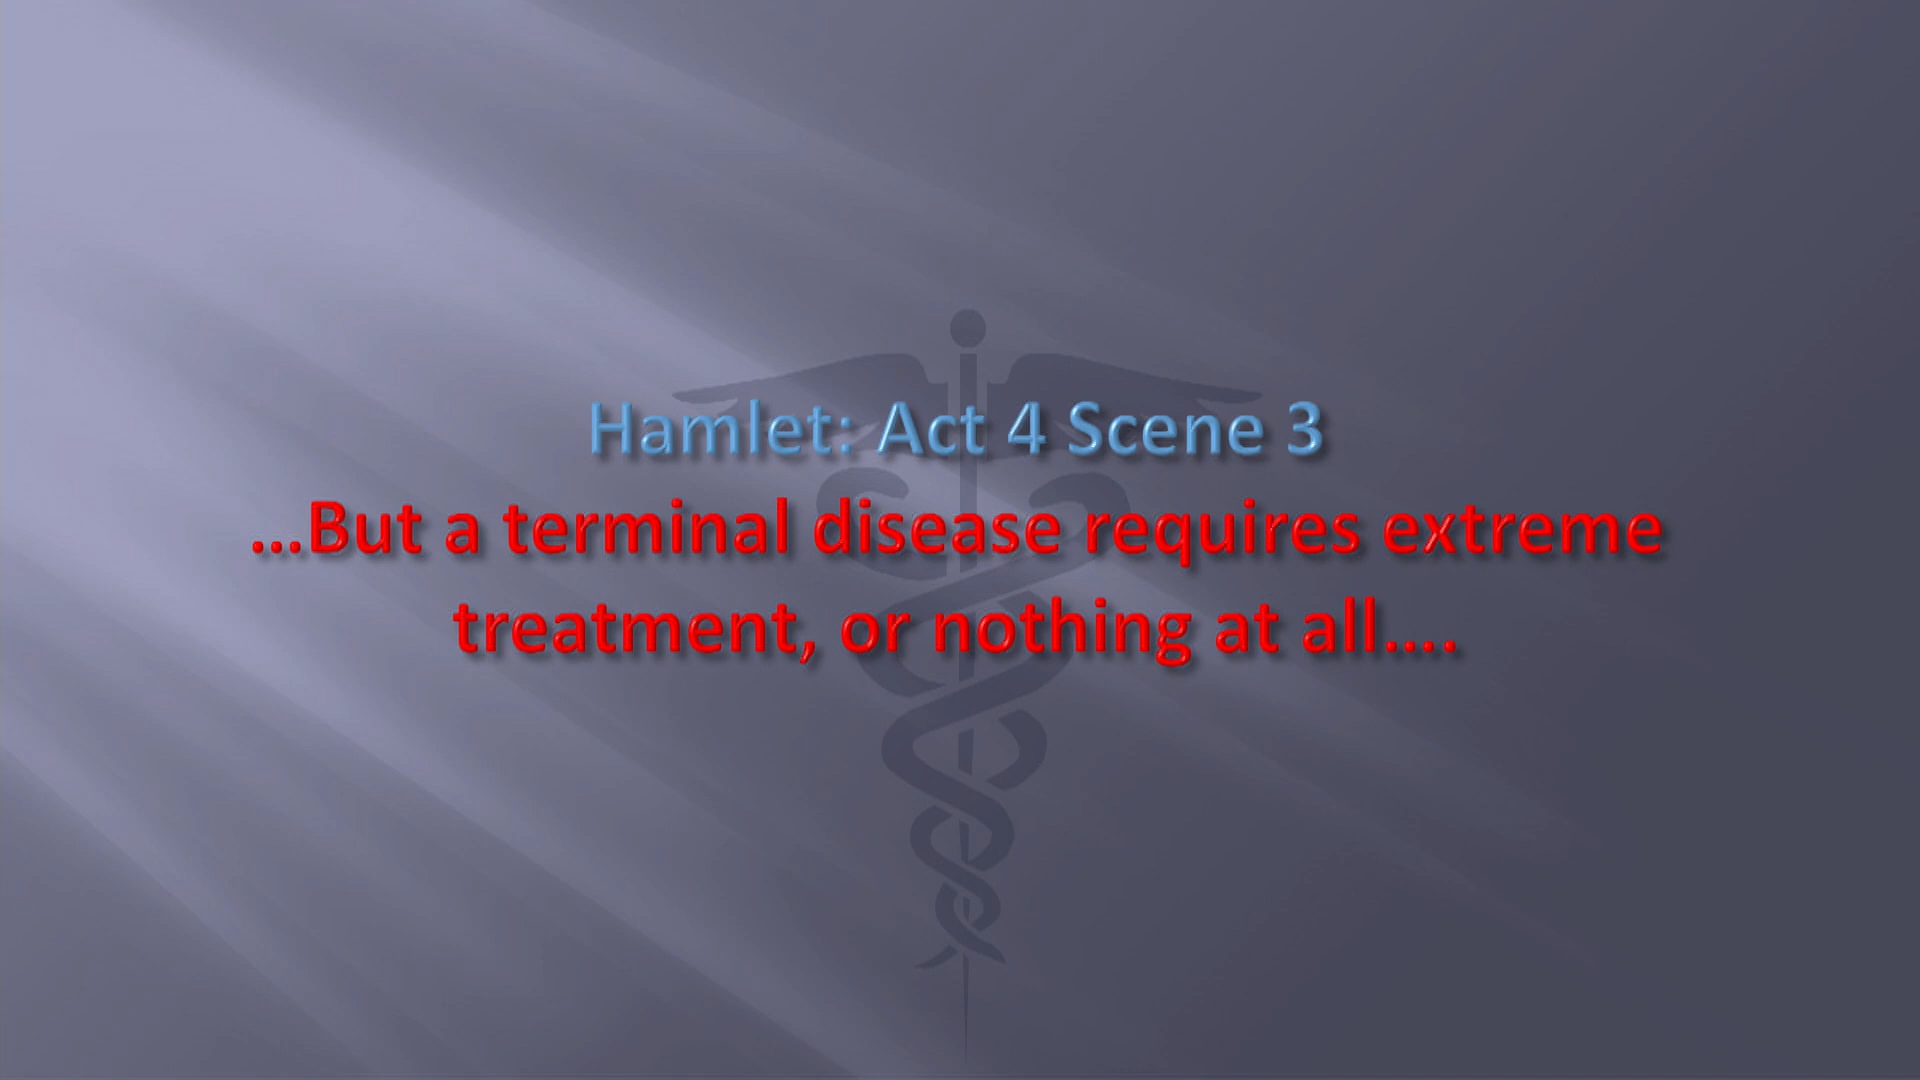 Hamlet: Act 4 Scene 3
...But a terminal disease requires extreme
treatment, or nothing at all....